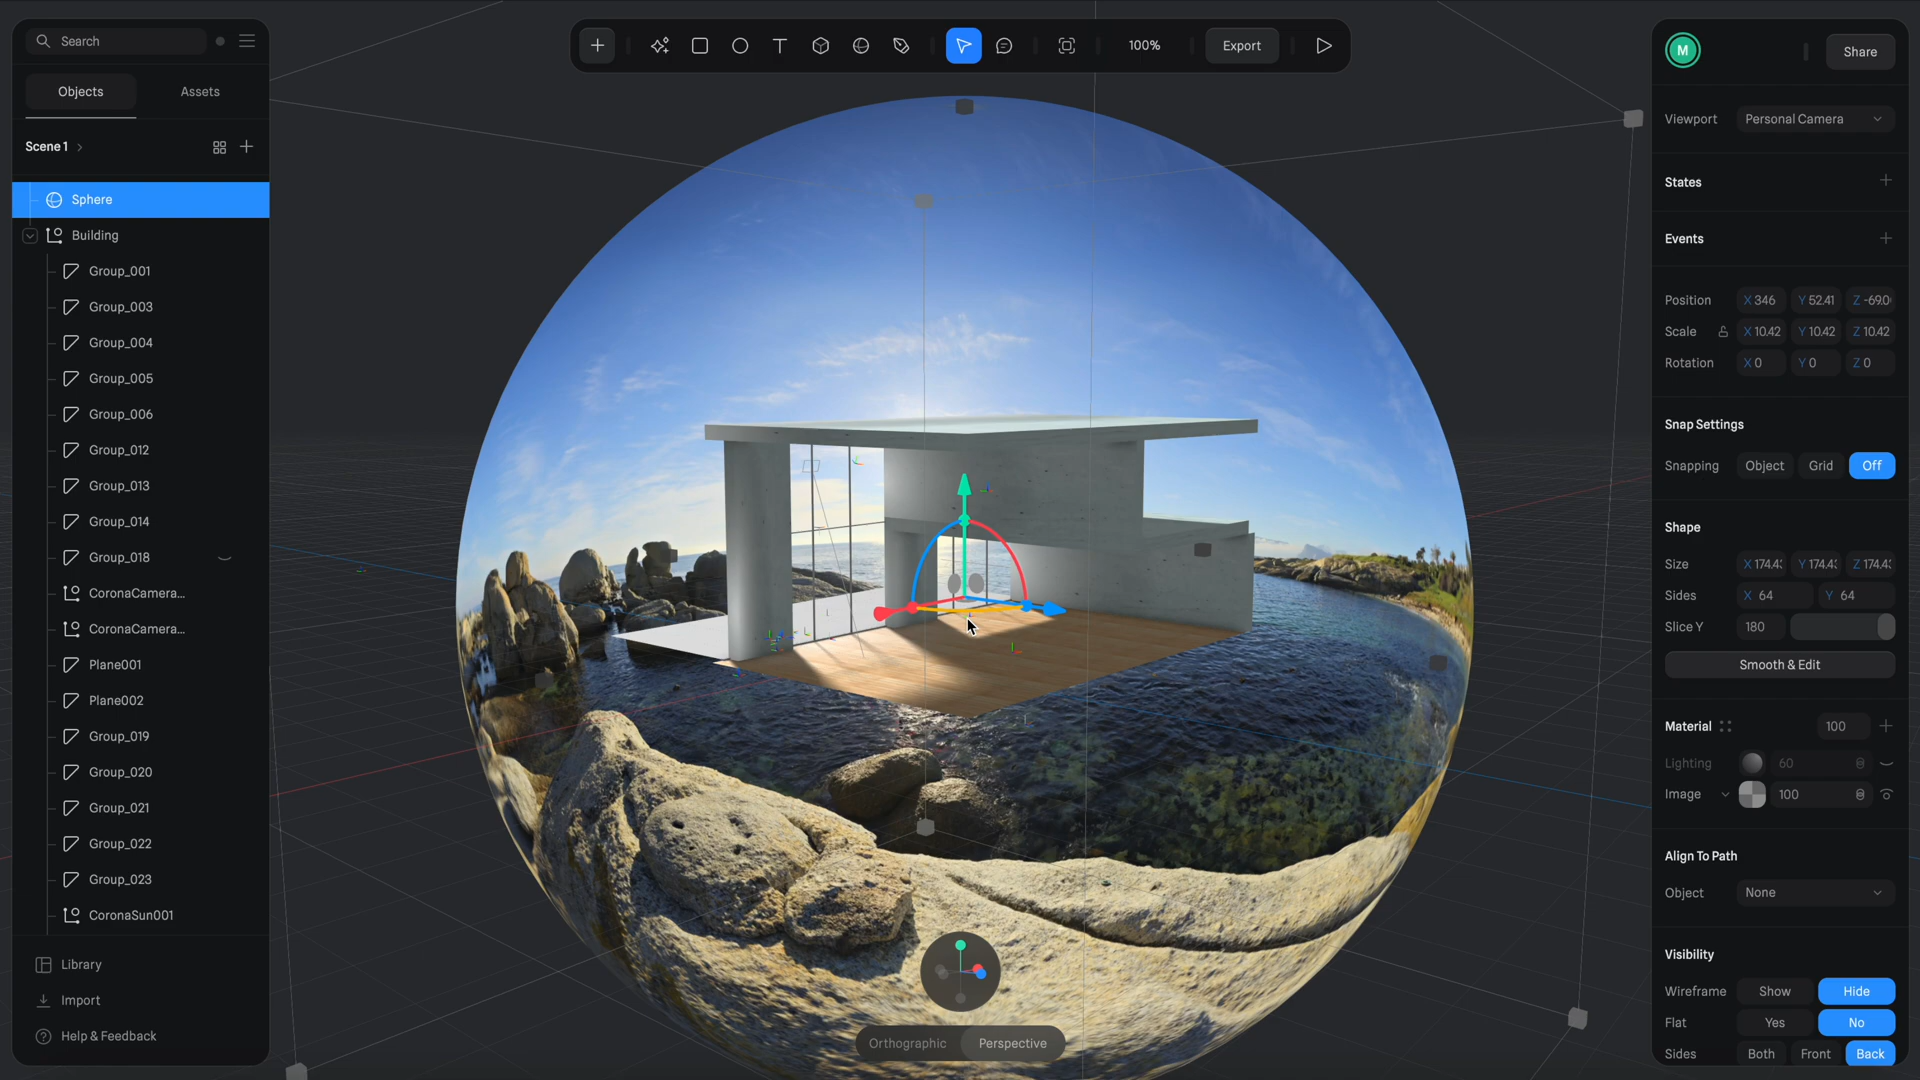 Search
Objects
Assets
Scene 1
Sphere
Building
Group_001
Group_003
Group_004
Group_005
Group_006
Group_012
Group_013
Group_014
Group_018
CoronaCamera...
CoronaCamera...
Plane001
Plane002
Group_019
Group_020
Group_021
Group_022
Group_023
CoronaSun001
Library
Import
Help & Feedback
100%
Export
Orthographic
Perspective
M
Share
Viewport Personal Camera
States
Events
Position X 346 Y 52.41 Z -69.0
Scale X 10.42 Y 10.42 Z 10.42
Rotation X 0 Y 0 Z 0
Snap Settings
Snapping Object Grid Off
Shape
Size X 174.4 Y 174.4 Z 174.4
Sides X 64 Y 64
Slice Y 180
Smooth & Edit
Material 100
Lighting 60
Image 100
Align To Path
Object None
Visibility
Wireframe Show Hide
Flat Yes No
Sides Both Front Back